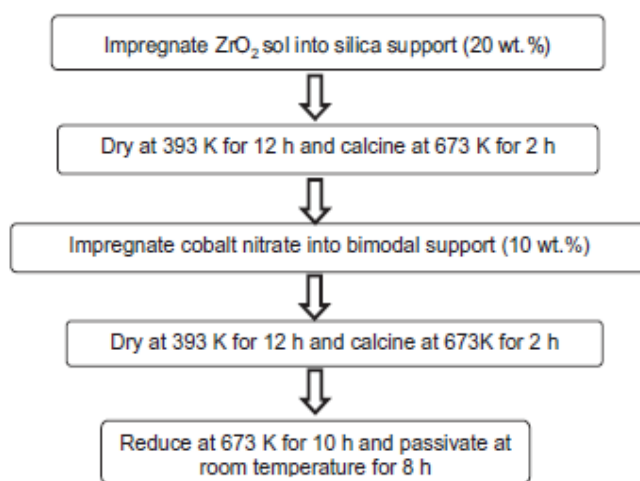 Impregnate ZrO2 sol into silica support (20 wt.%)
Dry at 393 K for 12 h and calcine at 673 K for 2 h
Impregnate cobalt nitrate into bimodal support (10 wt.%)
Dry at 393 K for 12 h and calcine at 673K for 2 h
Reduce at 673 K for 10 h and passivate at
room temperature for 8 h